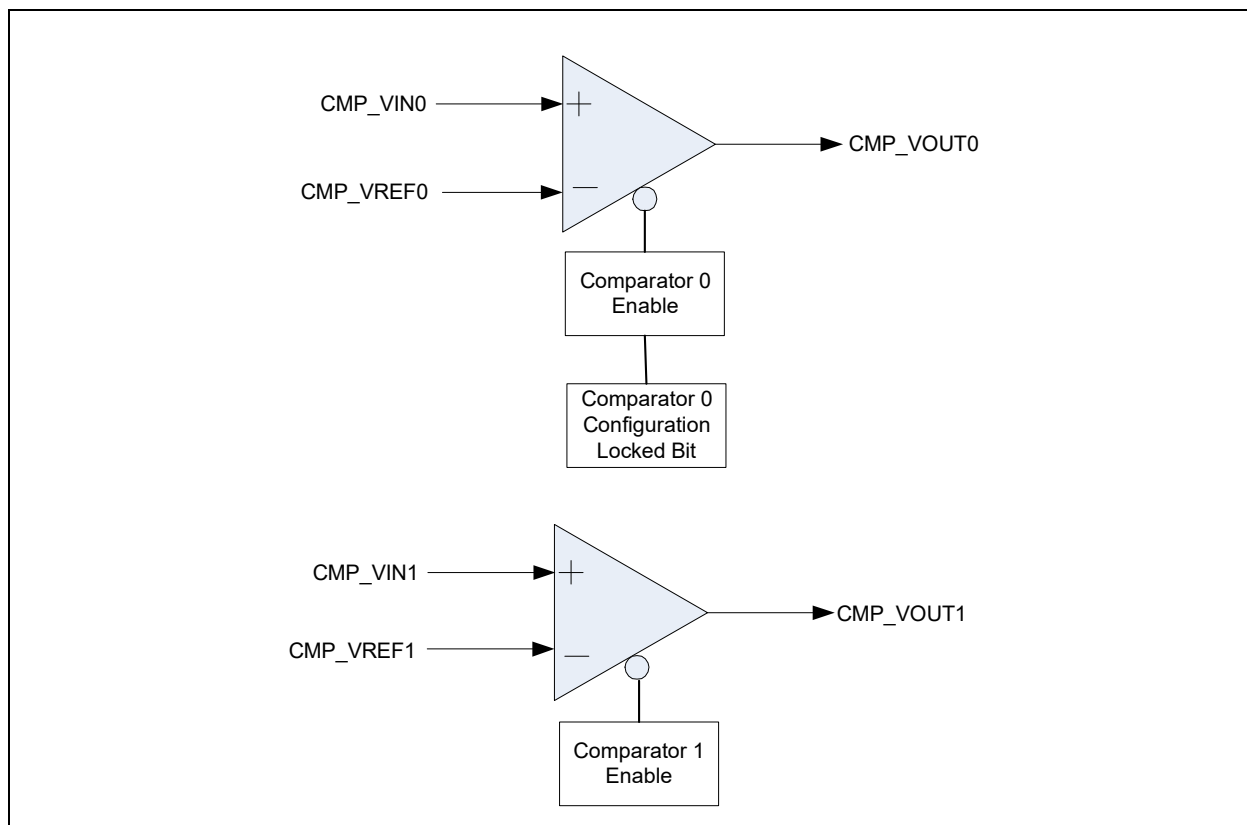 CMP_VIN0
+
CMP_VOUT0
CMP_VREF0
—
Comparator 0
Enable
Comparator 0
Configuration
Locked Bit
CMP_VIN1
+
CMP_VOUT1
CMP_VREF1
—
Comparator 1
Enable